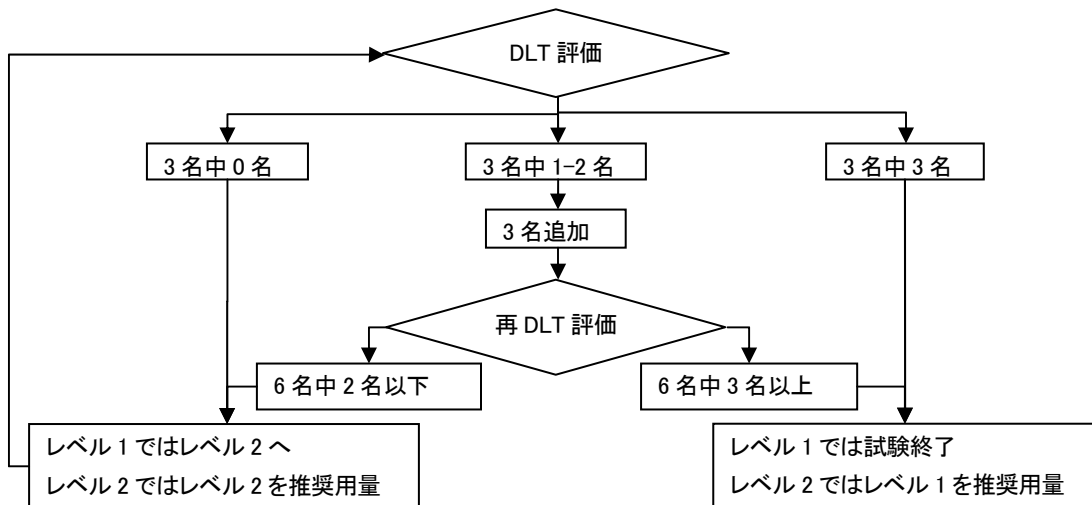 DLT 評価
3 名中 0 名
3 名中 1-2 名
3 名中 3 名
3 名追加
再 DLT 評価
6 名中 2 名以下
6 名中 3 名以上
レベル 1 ではレベル 2 へ
レベル 2 ではレベル 2 を推奨用量
レベル 1 では試験終了
レベル 2 ではレベル 1 を推奨用量